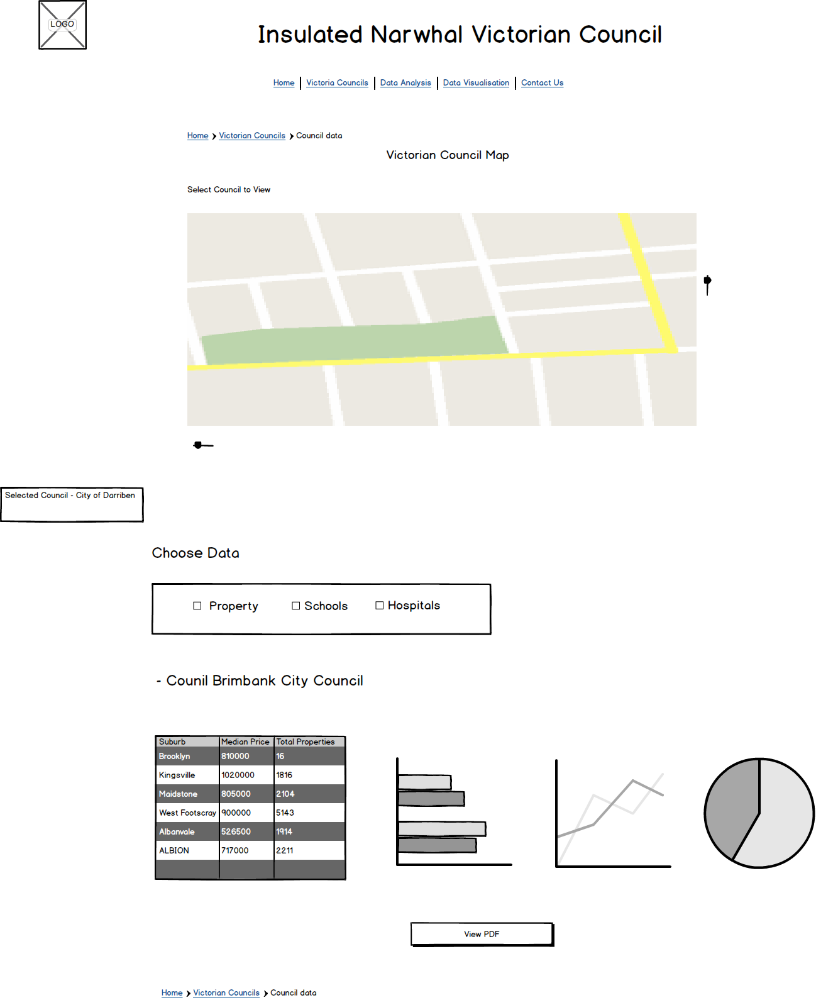 LOGO
Insulated Narwhal Victorian Council
Home Victoria Councils Data Analysis Data Visualisation Contact Us
Home Victorian Councils Council data
Victorian Council Map
Select Council to View
Selected Council - City of Darriben
Choose Data
Property Schools Hospitals
- Counil Brimbank City Council
Suburb Median Price Total Properties
Brooklyn 810000 16
Kingsville 1020000 1816
Maidstone 805000 2104
West Footscray 900000 5143
Albanvale 526500 1914
ALBION 717000 2211
View PDF
Home Victorian Councils Council data